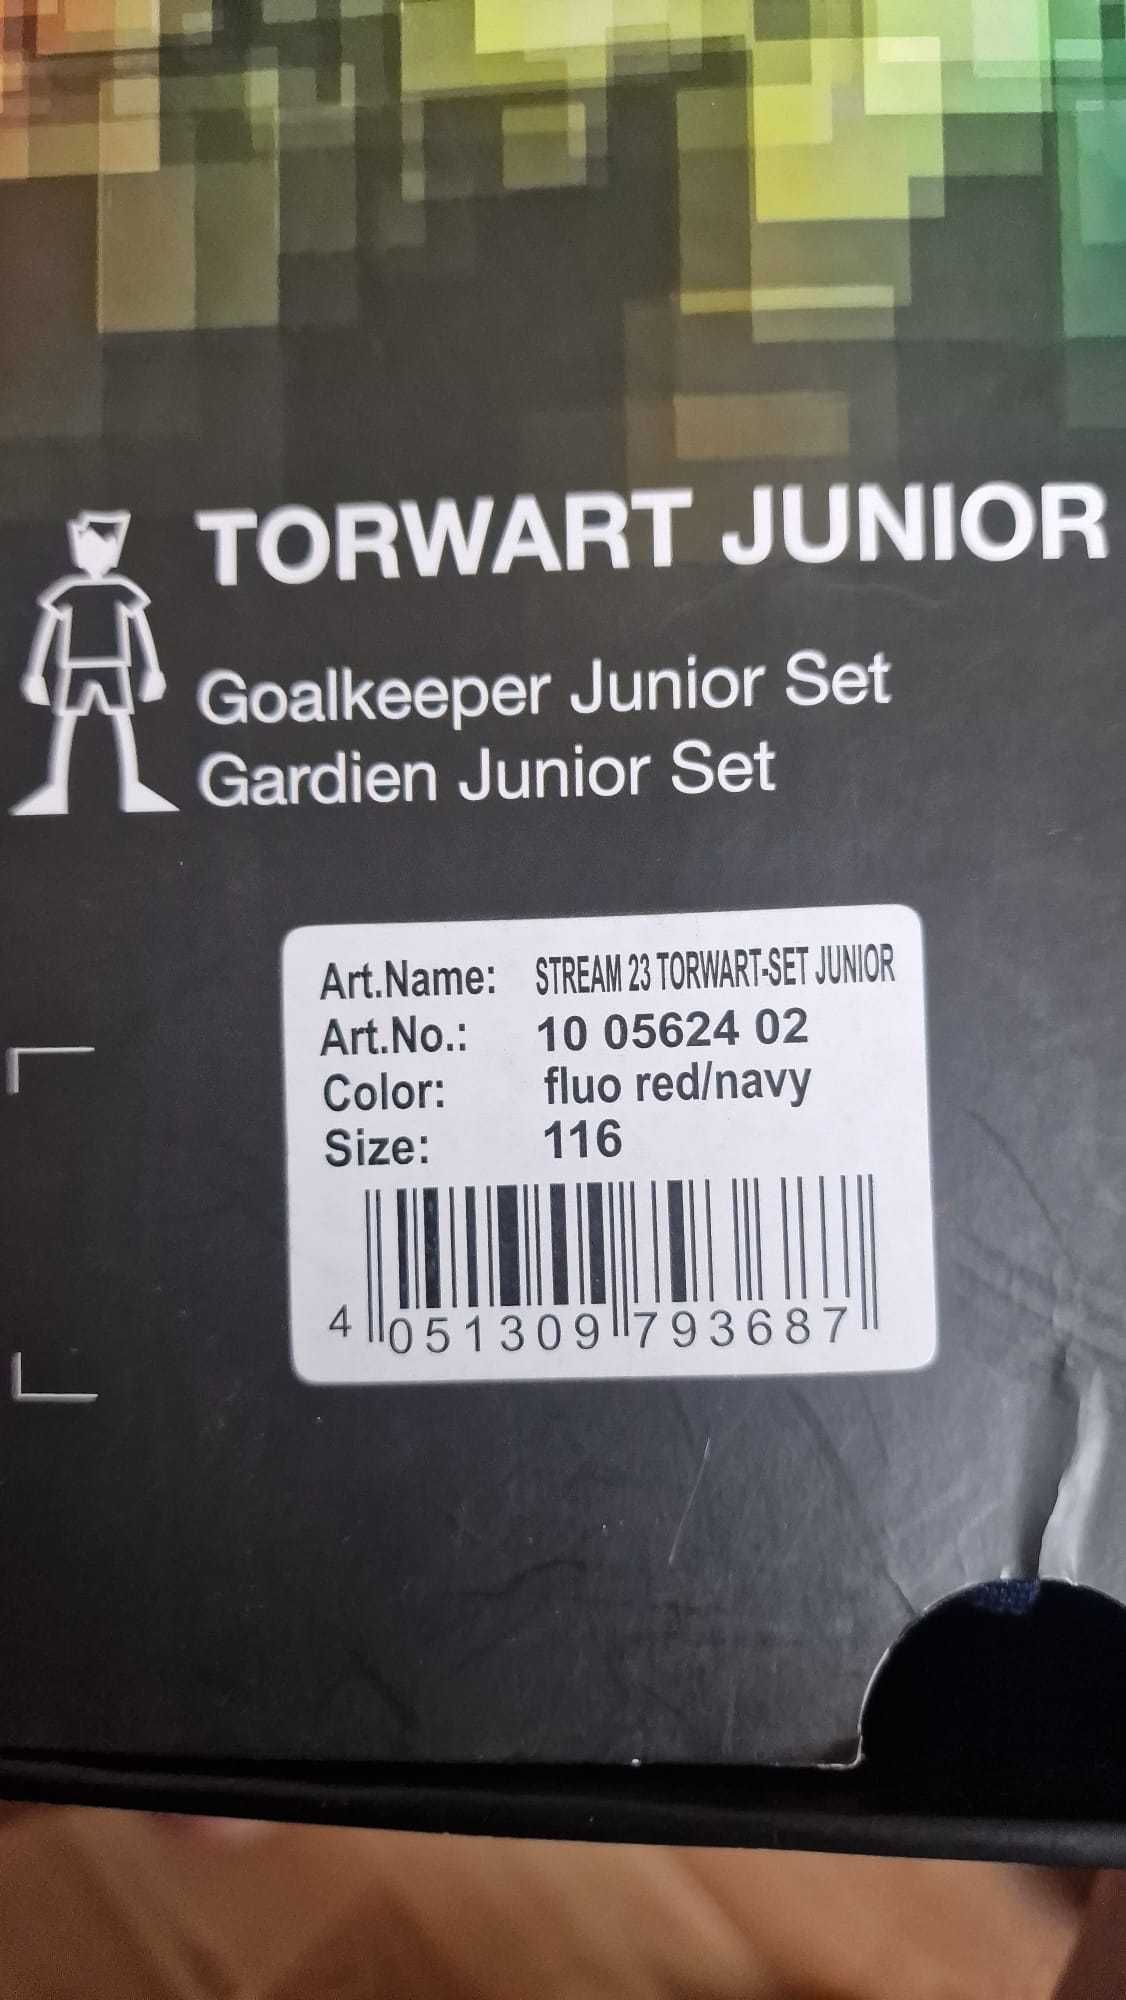 TORWART JUNIOR
Goalkeeper Junior Set
Gardien Junior Set
Art.Name: STREAM 23 TORWART-SET JUNIOR
Art.No.: 10 05624 02
Color: fluo red/navy
Size: 116
4 051309 793687